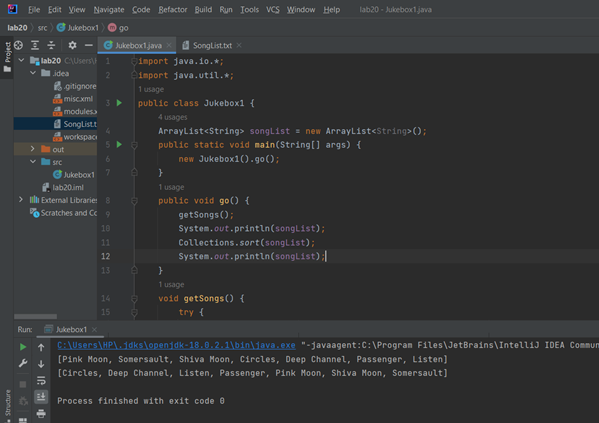 File Edit View Navigate Code Refactor Build Run Tools VCS Window Help lab20 - Jukebox1.java
lab20 src Jukebox1 go
Project
Jukebox1.java
SongList.txt
lab20 C:\Users\H
.idea
.gitignore
misc.xml
modules.x
SongList.t
workspace
out
src
Jukebox1
lab20.iml
External Libraries
Scratches and Co
1 import java.io.*;
2 import java.util.*;
1 usage
3 public class Jukebox1 {
4 usages
4 ArrayList<String> songList = new ArrayList<String>();
5 public static void main(String[] args) {
6 new Jukebox1().go();
7 }
1 usage
8 public void go() {
9 getSongs();
10 System.out.println(songList);
11 Collections.sort(songList);
12 System.out.println(songList);
13 }
1 usage
14 void getSongs() {
15 try {
Run: Jukebox1
C:\Users\HP\.jdks\openjdk-18.0.2.1\bin\java.exe "-javaagent:C:\Program Files\JetBrains\IntelliJ IDEA Commun
[Pink Moon, Somersault, Shiva Moon, Circles, Deep Channel, Passenger, Listen]
[Circles, Deep Channel, Listen, Passenger, Pink Moon, Shiva Moon, Somersault]
Process finished with exit code 0
Structure